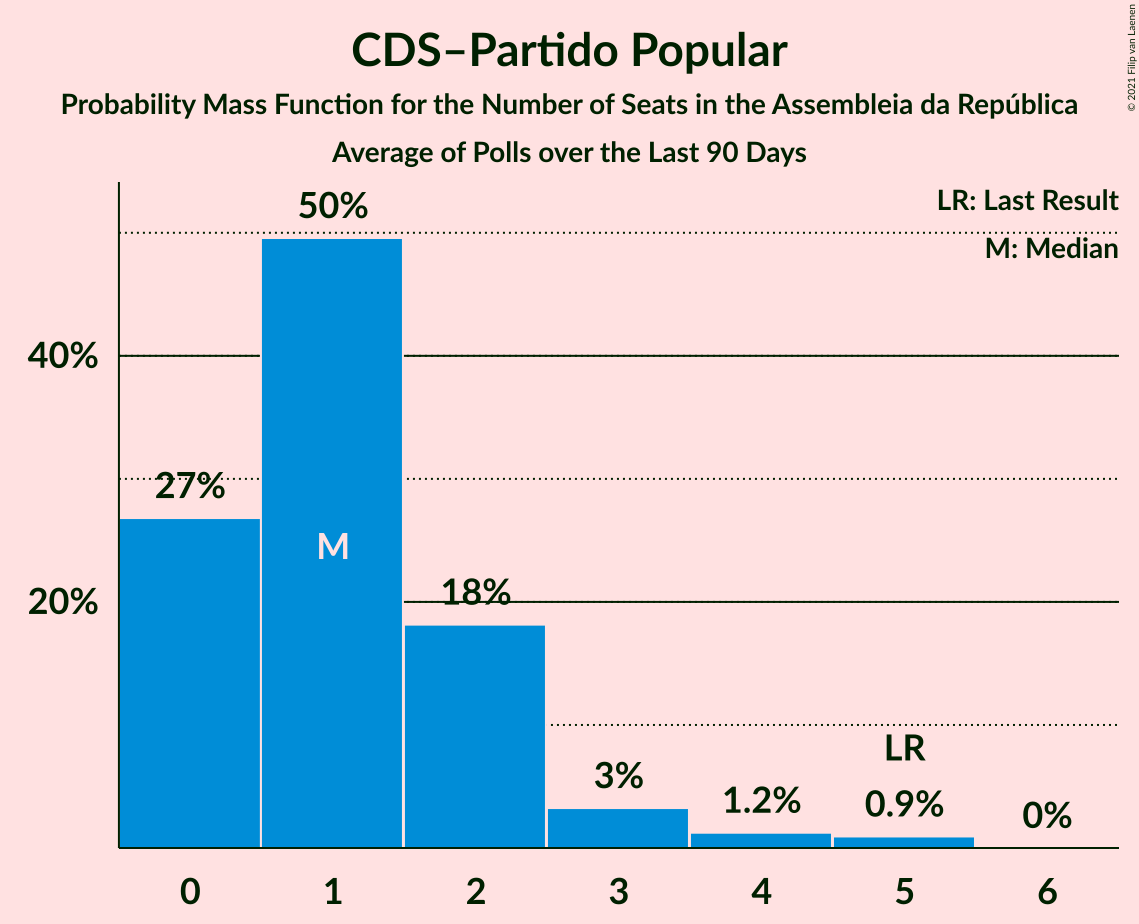 CDS–Partido Popular
Probability Mass Function for the Number of Seats in the Assembleia da República
Average of Polls over the Last 90 Days
© 2021 Filip van Laenen
LR: Last Result
M: Median
50%
40%
27%
M
20%
18%
LR
3%
1.2%
0.9%
0%
0 1 2 3 4 5 6